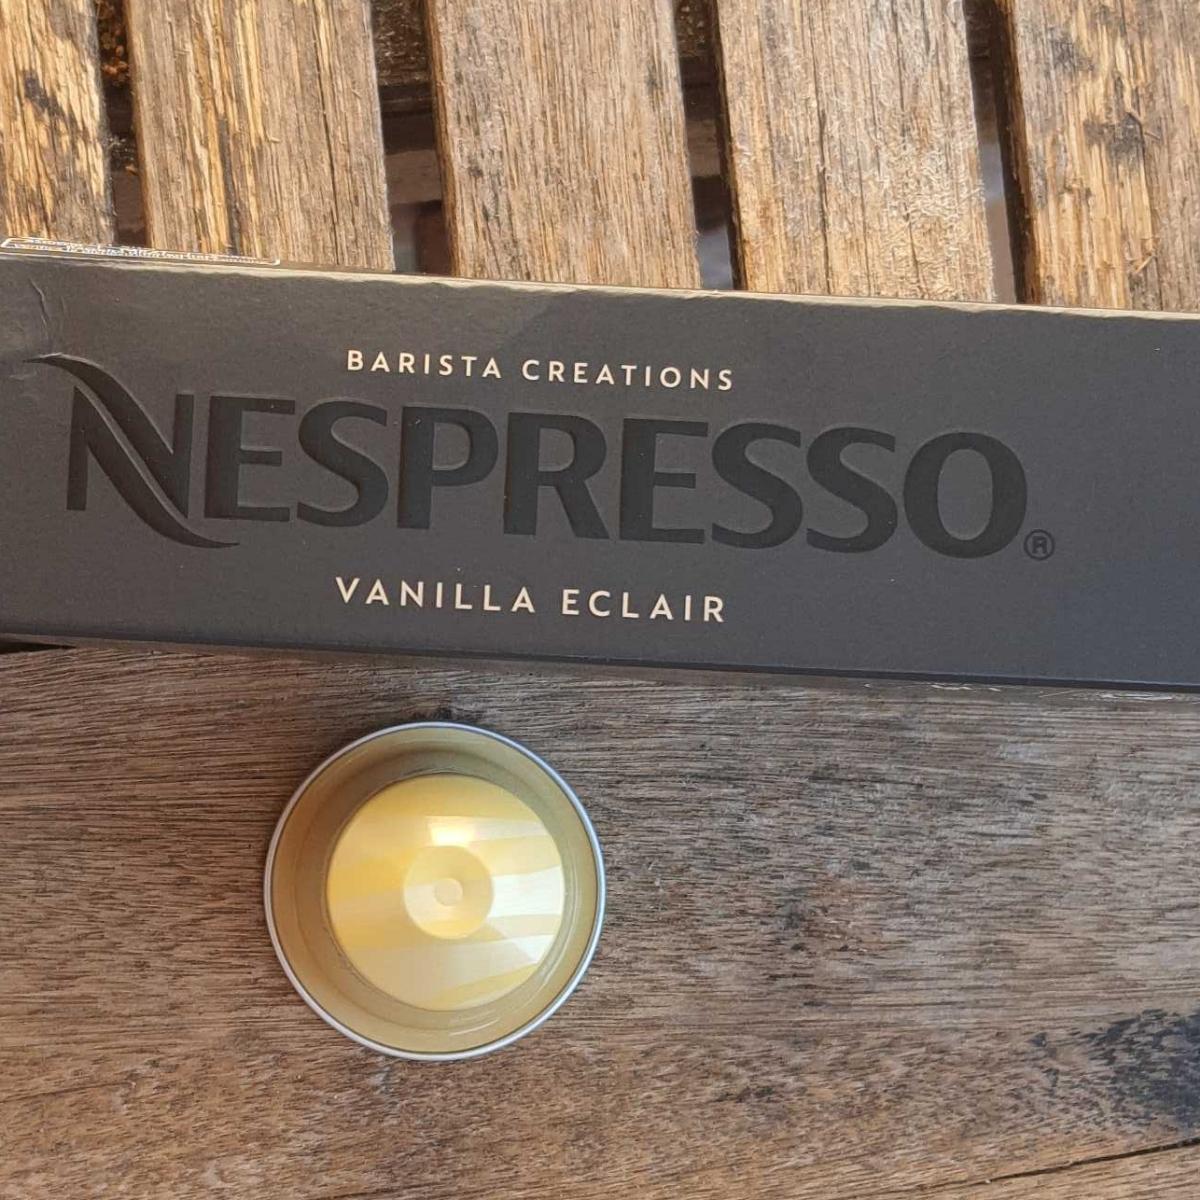 BARISTA CREATIONS
NESPRESSO®
VANILLA ECLAIR